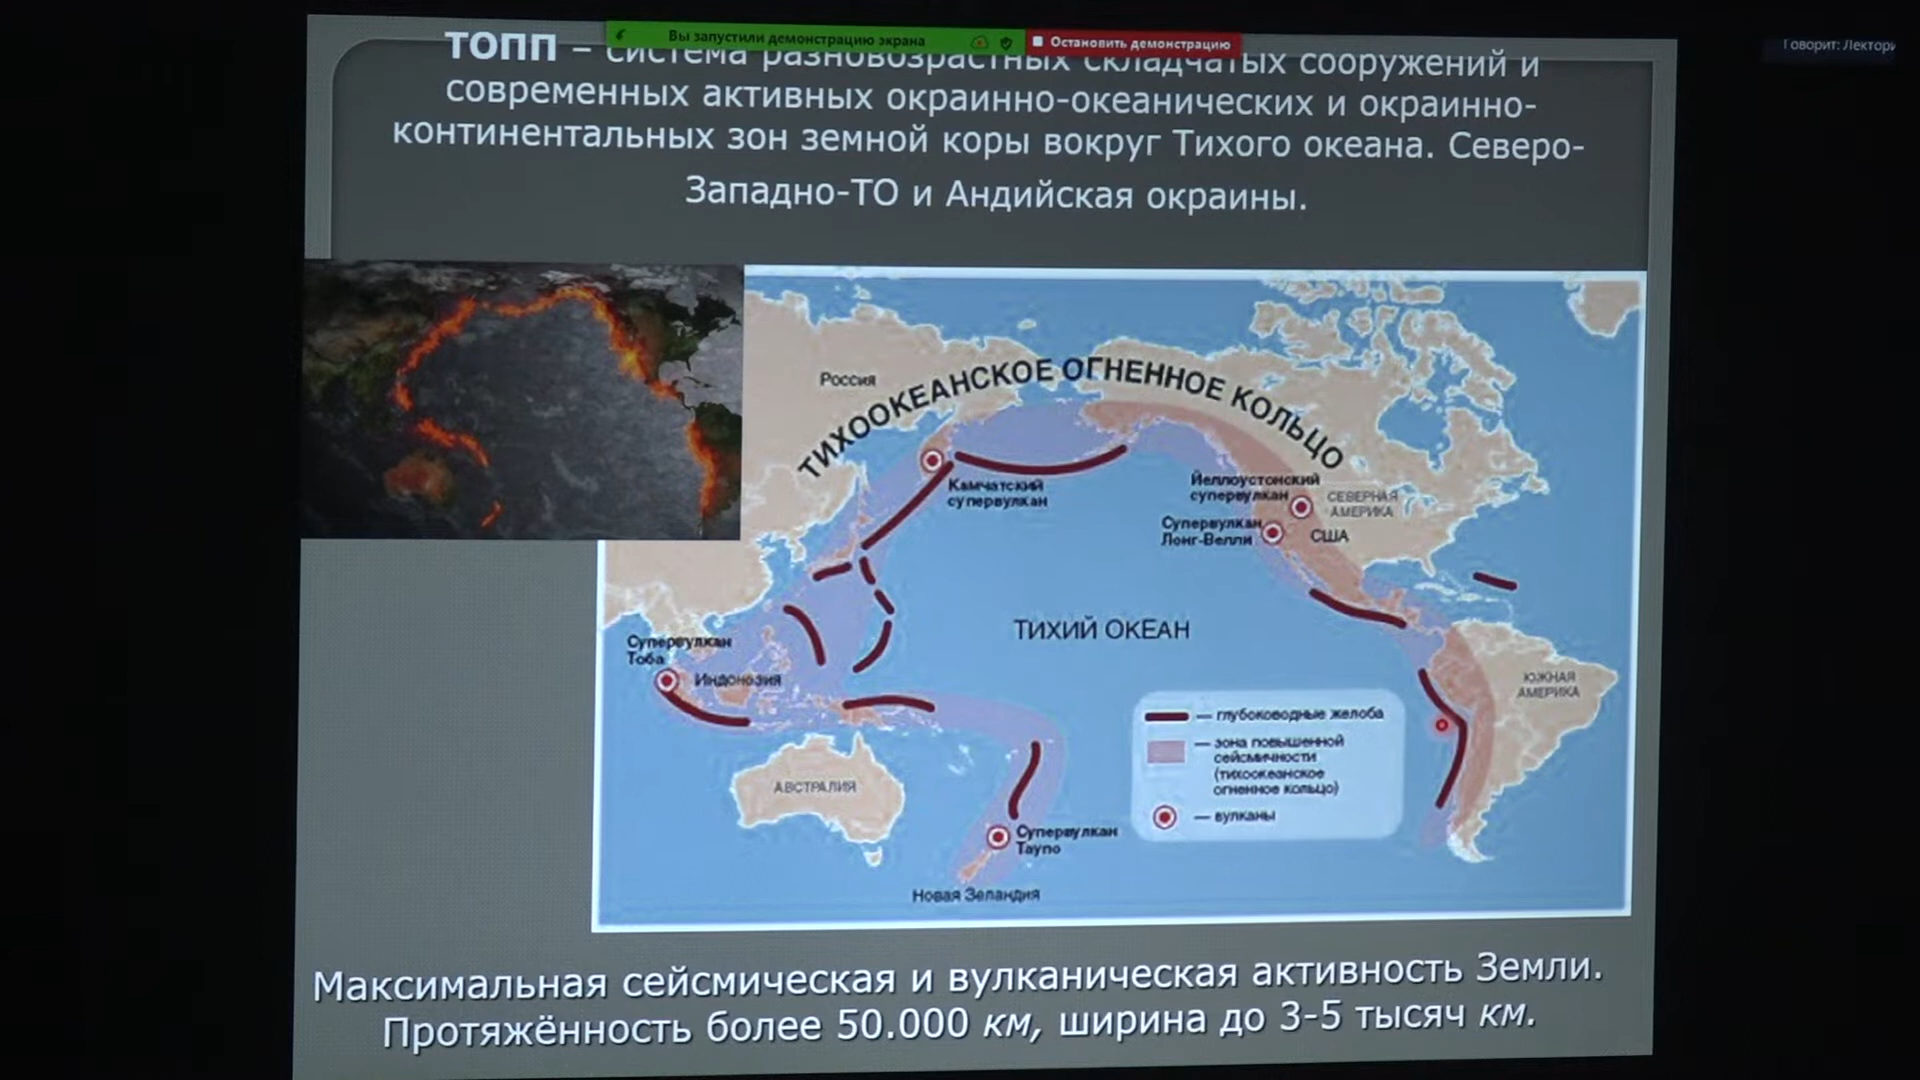 Вы запустили демонстрацию экрана
Остановить демонстрацию
Говорит: Лектори
ТОПП – система разновозрастных складчатых сооружений и
современных активных окраинно-океанических и окраинно-
континентальных зон земной коры вокруг Тихого океана. Северо-
Западно-ТО и Андийская окраины.
ТИХООКЕАНСКОЕ ОГНЕННОЕ КОЛЬЦО
Россия
Камчатский
супервулкан
Йеллоустонский
супервулкан
СЕВЕРНАЯ
АМЕРИКА
Супервулкан
Лонг-Велли
США
ТИХИЙ ОКЕАН
Супервулкан
Тоба
Индонозия
ЮЖНАЯ
АМЕРИКА
— глубоководные желоба
— зона повышенной
сейсмичности
(тихоокеанское
огненное кольцо)
— вулканы
АВСТРАЛИЯ
Супервулкан
Таупо
Новая Зеландия
Максимальная сейсмическая и вулканическая активность Земли.
Протяжённость более 50.000 км, ширина до 3-5 тысяч км.